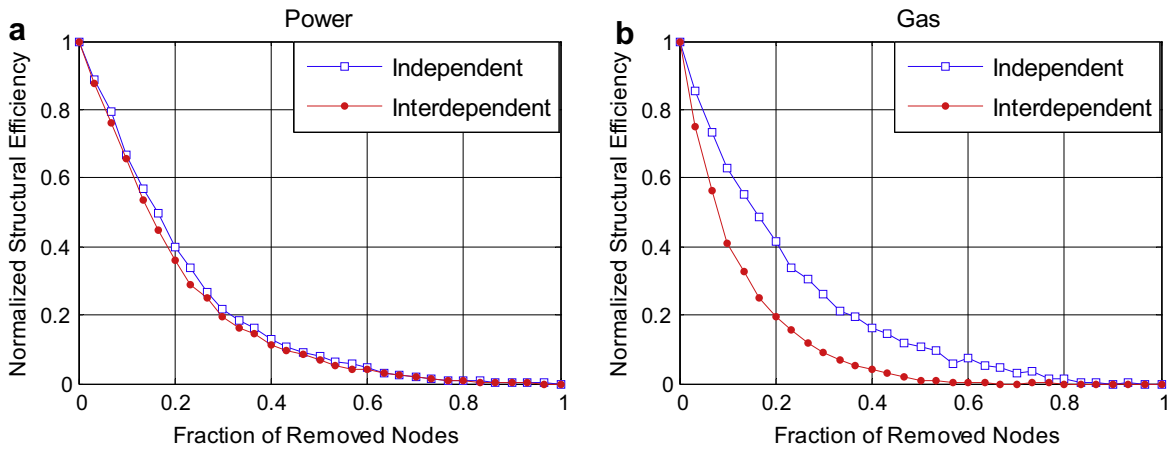 a
Power
Normalized Structural Efficiency
1
0.8
0.6
0.4
0.2
0
0
0.2
0.4
0.6
0.8
1
Independent
Interdependent
Fraction of Removed Nodes
b
Gas
Normalized Structural Efficiency
1
0.8
0.6
0.4
0.2
0
0
0.2
0.4
0.6
0.8
1
Independent
Interdependent
Fraction of Removed Nodes